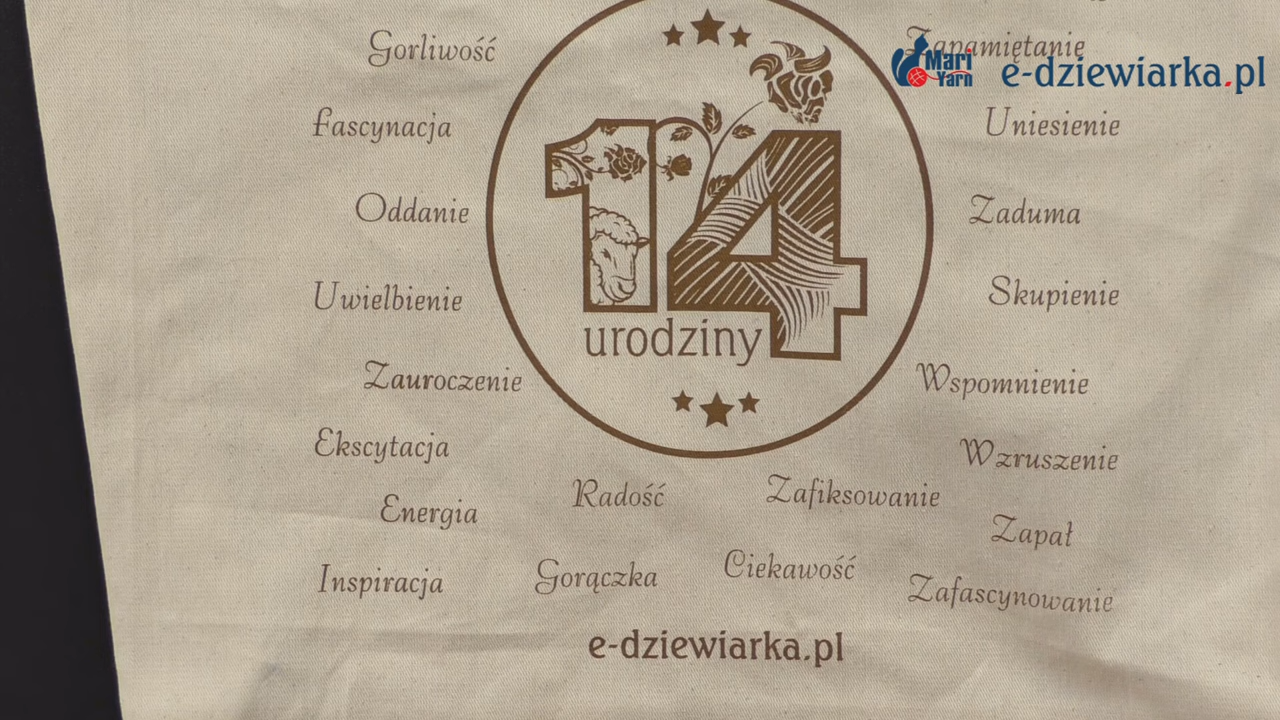 Gorliwość
Zapamiętanie
Mari
Yarn
e-dziewiarka.pl
Fascynacja
Uniesienie
Oddanie
Zaduma
14
urodziny
Uwielbienie
Skupienie
Zauroczenie
Wspomnienie
Ekscytacja
Wzruszenie
Energia
Radość
Zafiksowanie
Zapał
Inspiracja
Gorączka
Ciekawość
Zafascynowanie
e-dziewiarka.pl